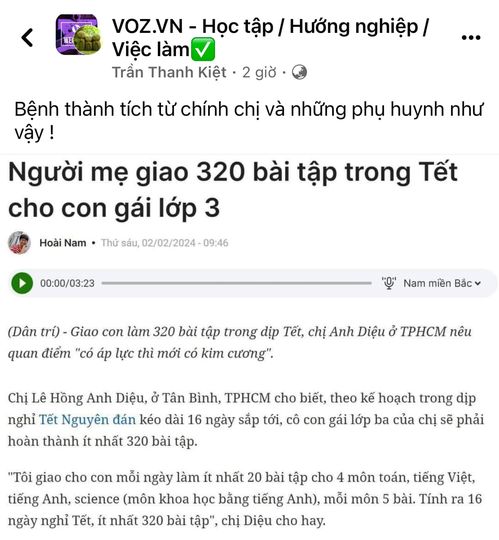 VOZ.VN - Học tập / Hướng nghiệp /
Việc làm✅
Trần Thanh Kiệt · 2 giờ ·
Bệnh thành tích từ chính chị và những phụ huynh như
vậy !
Người mẹ giao 320 bài tập trong Tết
cho con gái lớp 3
Hoài Nam • Thứ sáu, 02/02/2024 - 09:46
00:00/03:23 Nam miền Bắc
(Dân trí) - Giao con làm 320 bài tập trong dịp Tết, chị Anh Diệu ở TPHCM nêu
quan điểm "có áp lực thì mới có kim cương".
Chị Lê Hồng Anh Diệu, ở Tân Bình, TPHCM cho biết, theo kế hoạch trong dịp
nghỉ Tết Nguyên đán kéo dài 16 ngày sắp tới, cô con gái lớp ba của chị sẽ phải
hoàn thành ít nhất 320 bài tập.
"Tôi giao cho con mỗi ngày làm ít nhất 20 bài tập cho 4 môn toán, tiếng Việt,
tiếng Anh, science (môn khoa học bằng tiếng Anh), mỗi môn 5 bài. Tính ra 16
ngày nghỉ Tết, ít nhất 320 bài tập", chị Diệu cho hay.